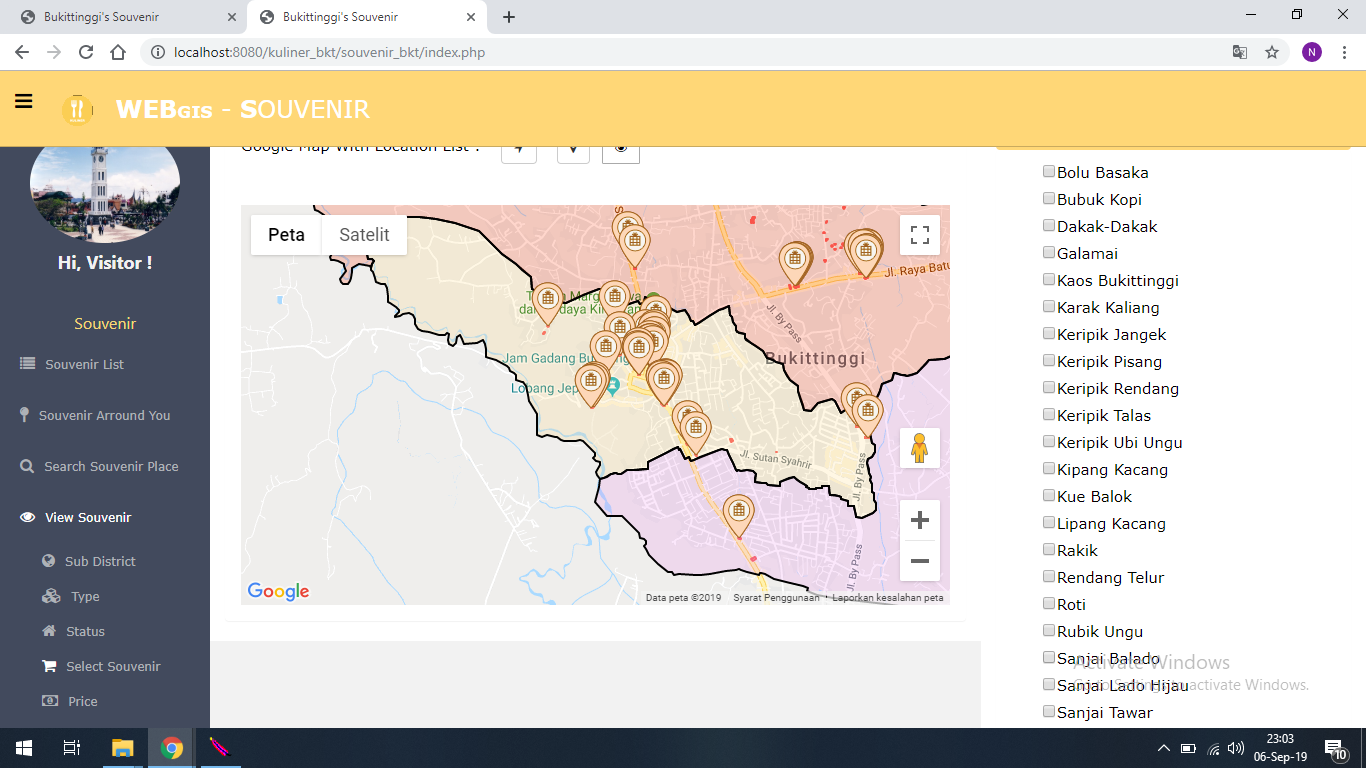 Bukittinggi's Souvenir
Bukittinggi's Souvenir
localhost:8080/kuliner_bkt/souvenir_bkt/index.php
N
WEBGIS - SOUVENIR
Hi, Visitor !
Souvenir
Souvenir List
Souvenir Arround You
Search Souvenir Place
View Souvenir
Sub District
Type
Status
Select Souvenir
Price
Google Map With Location List :
Peta
Satelit
Jl. Raya Batu
Jl. By Pass
Bukittinggi
Jam Gadang Bu
Lobang Jep
Jl. Sutan Syahrir
Jl. By Pass
Jl. By Pass
Google
Data peta ©2019
Syarat Penggunaan
Laporkan kesalahan peta
Bolu Basaka
Bubuk Kopi
Dakak-Dakak
Galamai
Kaos Bukittinggi
Karak Kaliang
Keripik Jangek
Keripik Pisang
Keripik Rendang
Keripik Talas
Keripik Ubi Ungu
Kipang Kacang
Kue Balok
Lipang Kacang
Rakik
Rendang Telur
Roti
Rubik Ungu
Sanjai Balado
Sanjai Lado Hijau
Sanjai Tawar
Activate Windows
Go to Settings to activate Windows.
23:03
06-Sep-19
10